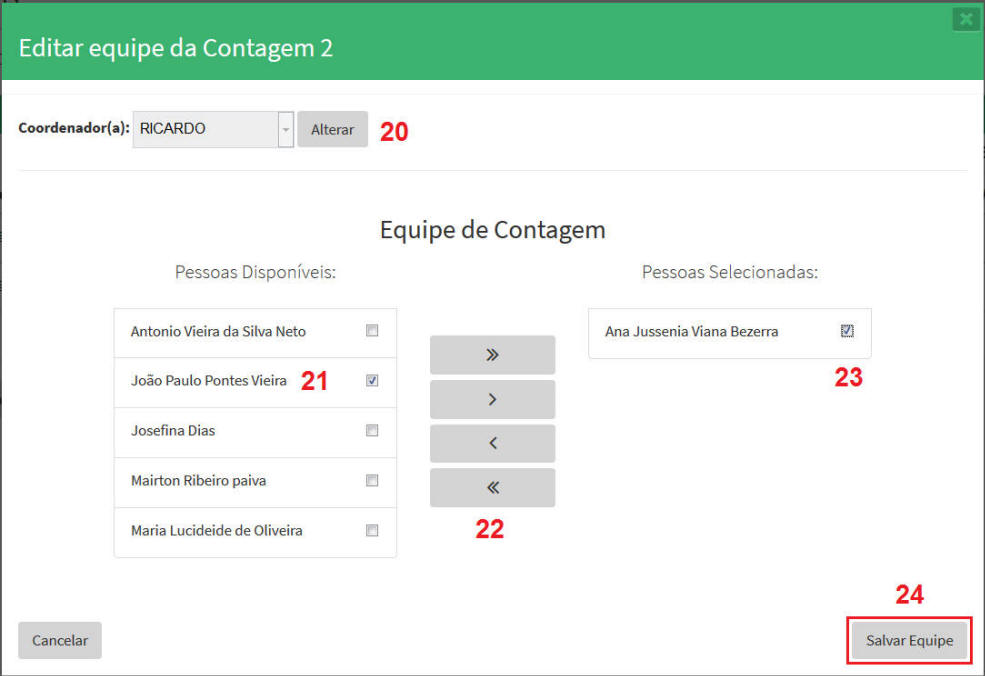 Editar equipe da Contagem 2
Coordenador(a): RICARDO Alterar 20
Equipe de Contagem
Pessoas Disponíveis:
Pessoas Selecionadas:
Antonio Vieira da Silva Neto
João Paulo Pontes Vieira 21
Josefina Dias
Mairton Ribeiro paiva
Maria Lucideide de Oliveira
»
>
<
«
22
Ana Jussenia Viana Bezerra
23
24
Cancelar
Salvar Equipe